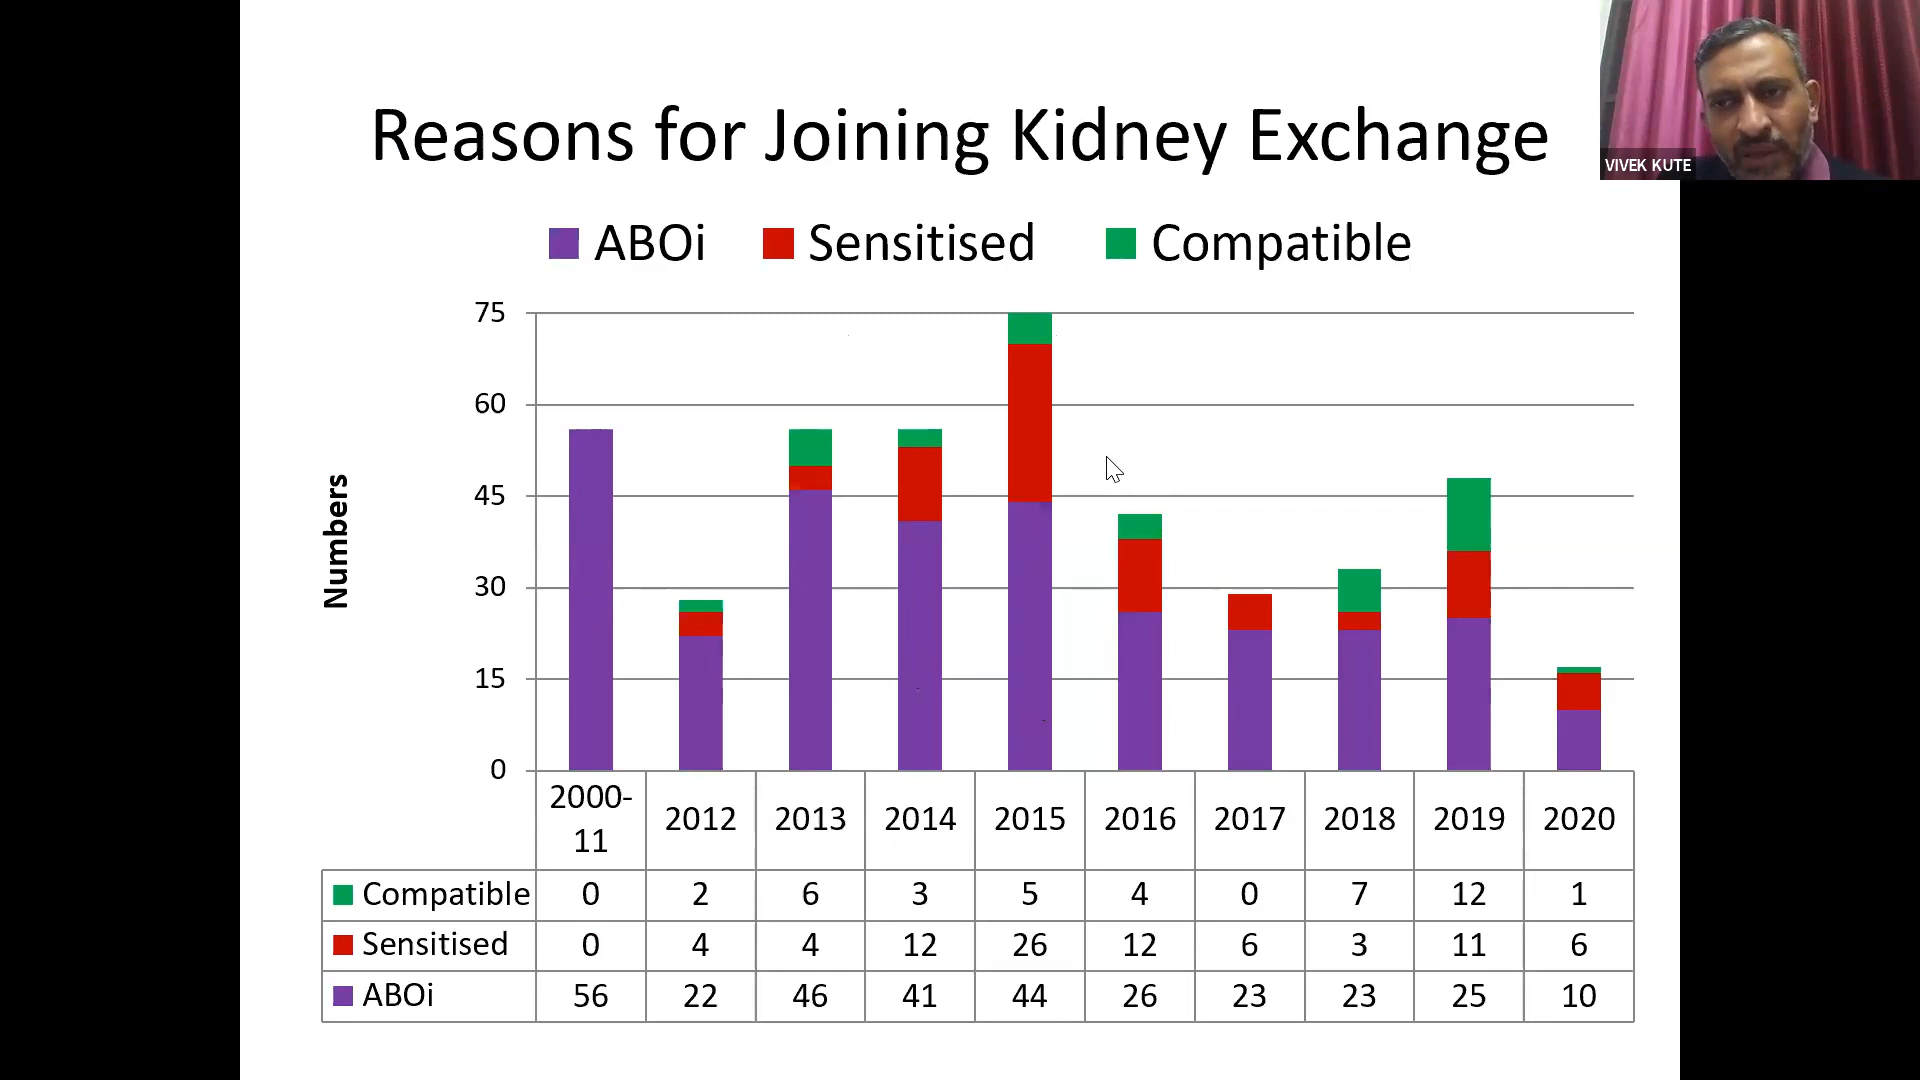 Reasons for Joining Kidney Exchange
VIVEK KUTE
ABOi Sensitised Compatible
75
60
45
30
15
0
Numbers
2000-11 2012 2013 2014 2015 2016 2017 2018 2019 2020
Compatible 0 2 6 3 5 4 0 7 12 1
Sensitised 0 4 4 12 26 12 6 3 11 6
ABOi 56 22 46 41 44 26 23 23 25 10